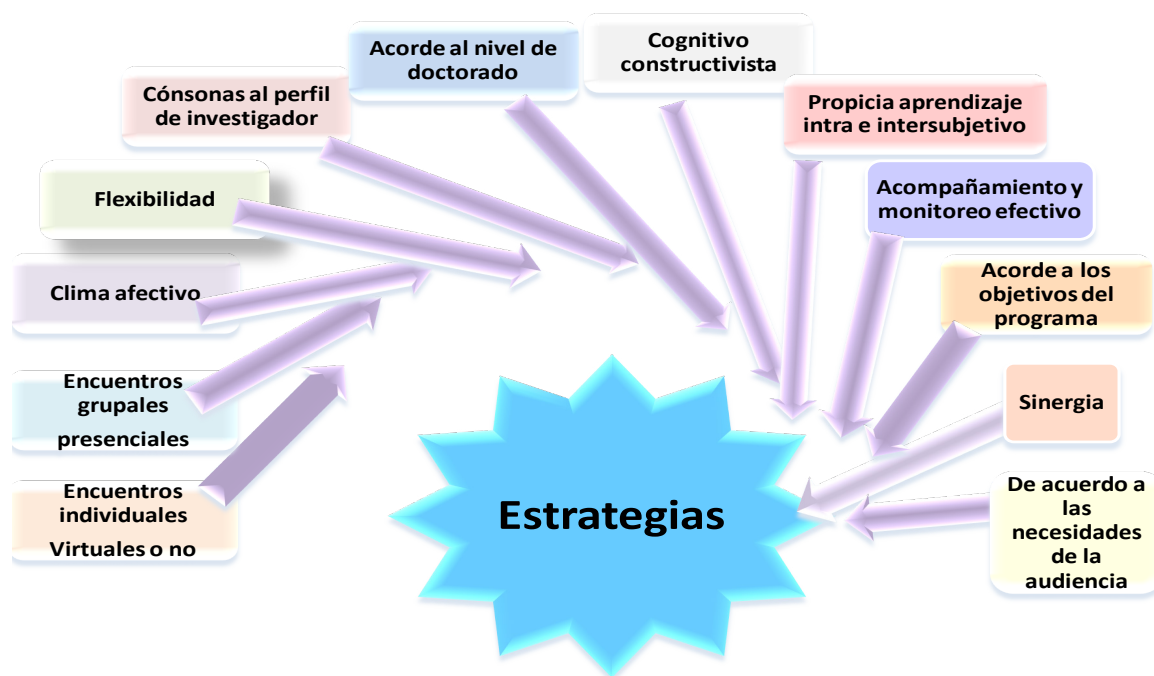 Cognitivo
constructivista
Acorde al nivel de
doctorado
Cónsonas al perfil
de investigador
Propicia aprendizaje
intra e intersubjetivo
Flexibilidad
Acompañamiento y
monitoreo efectivo
Clima afectivo
Acorde a los
objetivos del
programa
Encuentros
grupales
presenciales
Sinergia
Encuentros
individuales
Virtuales o no
De acuerdo a
las
necesidades
de la
audiencia
Estrategias